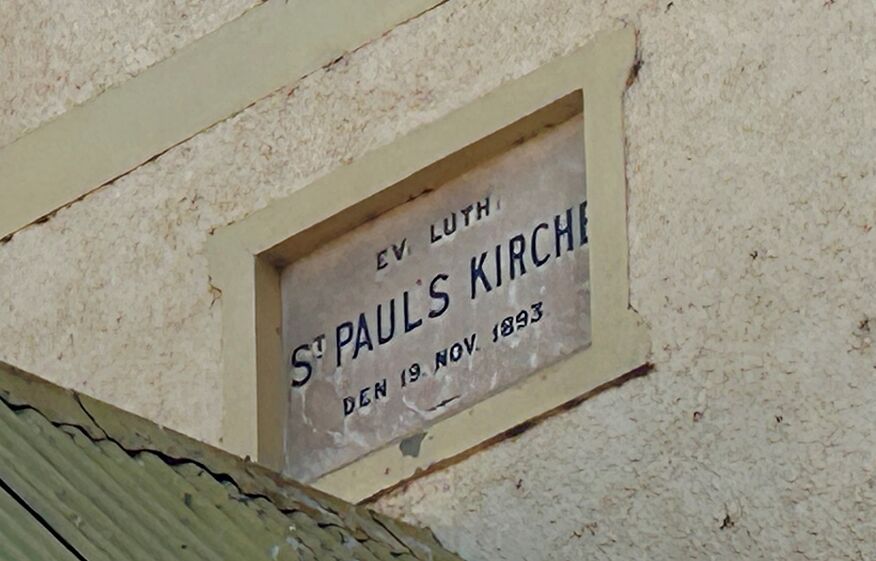 EV. LUTH.
ST PAUL'S KIRCHE
DEN 19. NOV. 1893